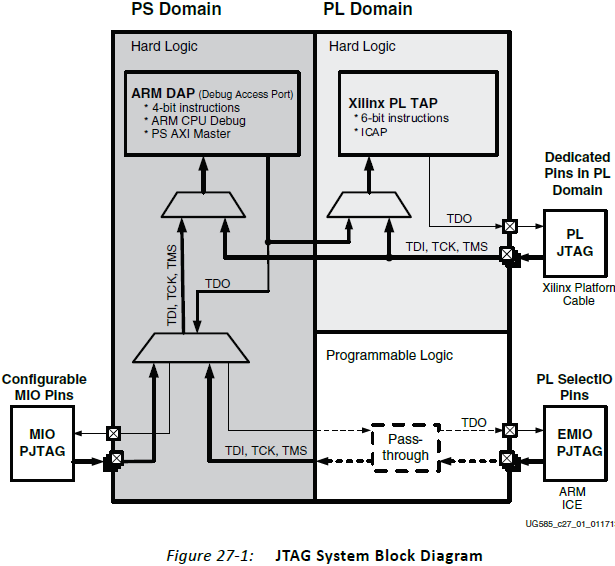 PS Domain
PL Domain
Hard Logic
Hard Logic
ARM DAP (Debug Access Port)
* 4-bit instructions
* ARM CPU Debug
* PS AXI Master
Xilinx PL TAP
* 6-bit instructions
* ICAP
Dedicated
Pins In PL
Domain
TDO
PL
JTAG
TDI, TCK, TMS
Xilinx Platform
Cable
TDI, TCK, TMS
TDO
Programmable Logic
Configurable
MIO Pins
PL SelectIO
Pins
MIO
PJTAG
TDO
EMIO
PJTAG
Pass-
through
TDI, TCK, TMS
ARM
ICE
UG585_c27_01_011713
Figure 27-1: JTAG System Block Diagram